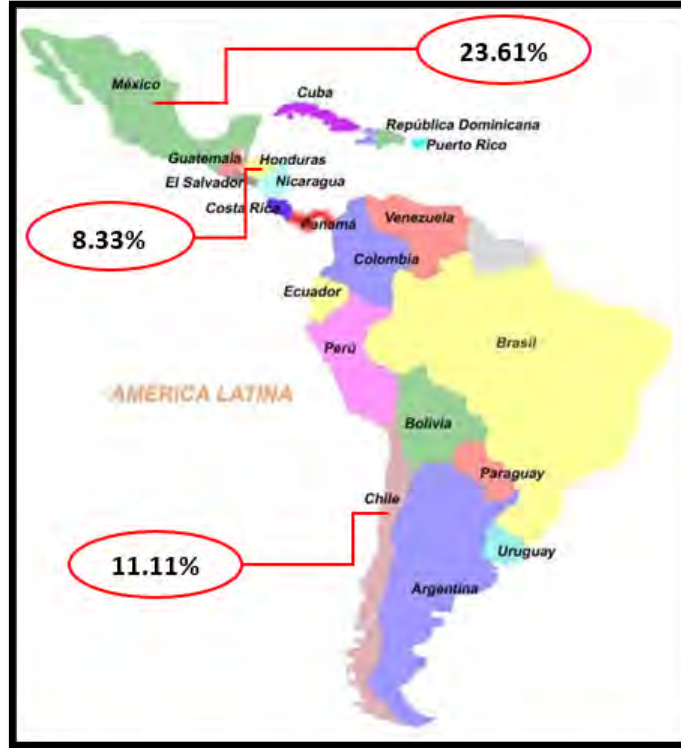 23.61%
México
Cuba
República Dominicana
Puerto Rico
Guatemala
Honduras
El Salvador
Nicaragua
Costa Rica
Panamá
Venezuela
8.33%
Colombia
Ecuador
Perú
Brasil
AMÉRICA LATINA
Bolivia
Paraguay
Chile
11.11%
Uruguay
Argentina